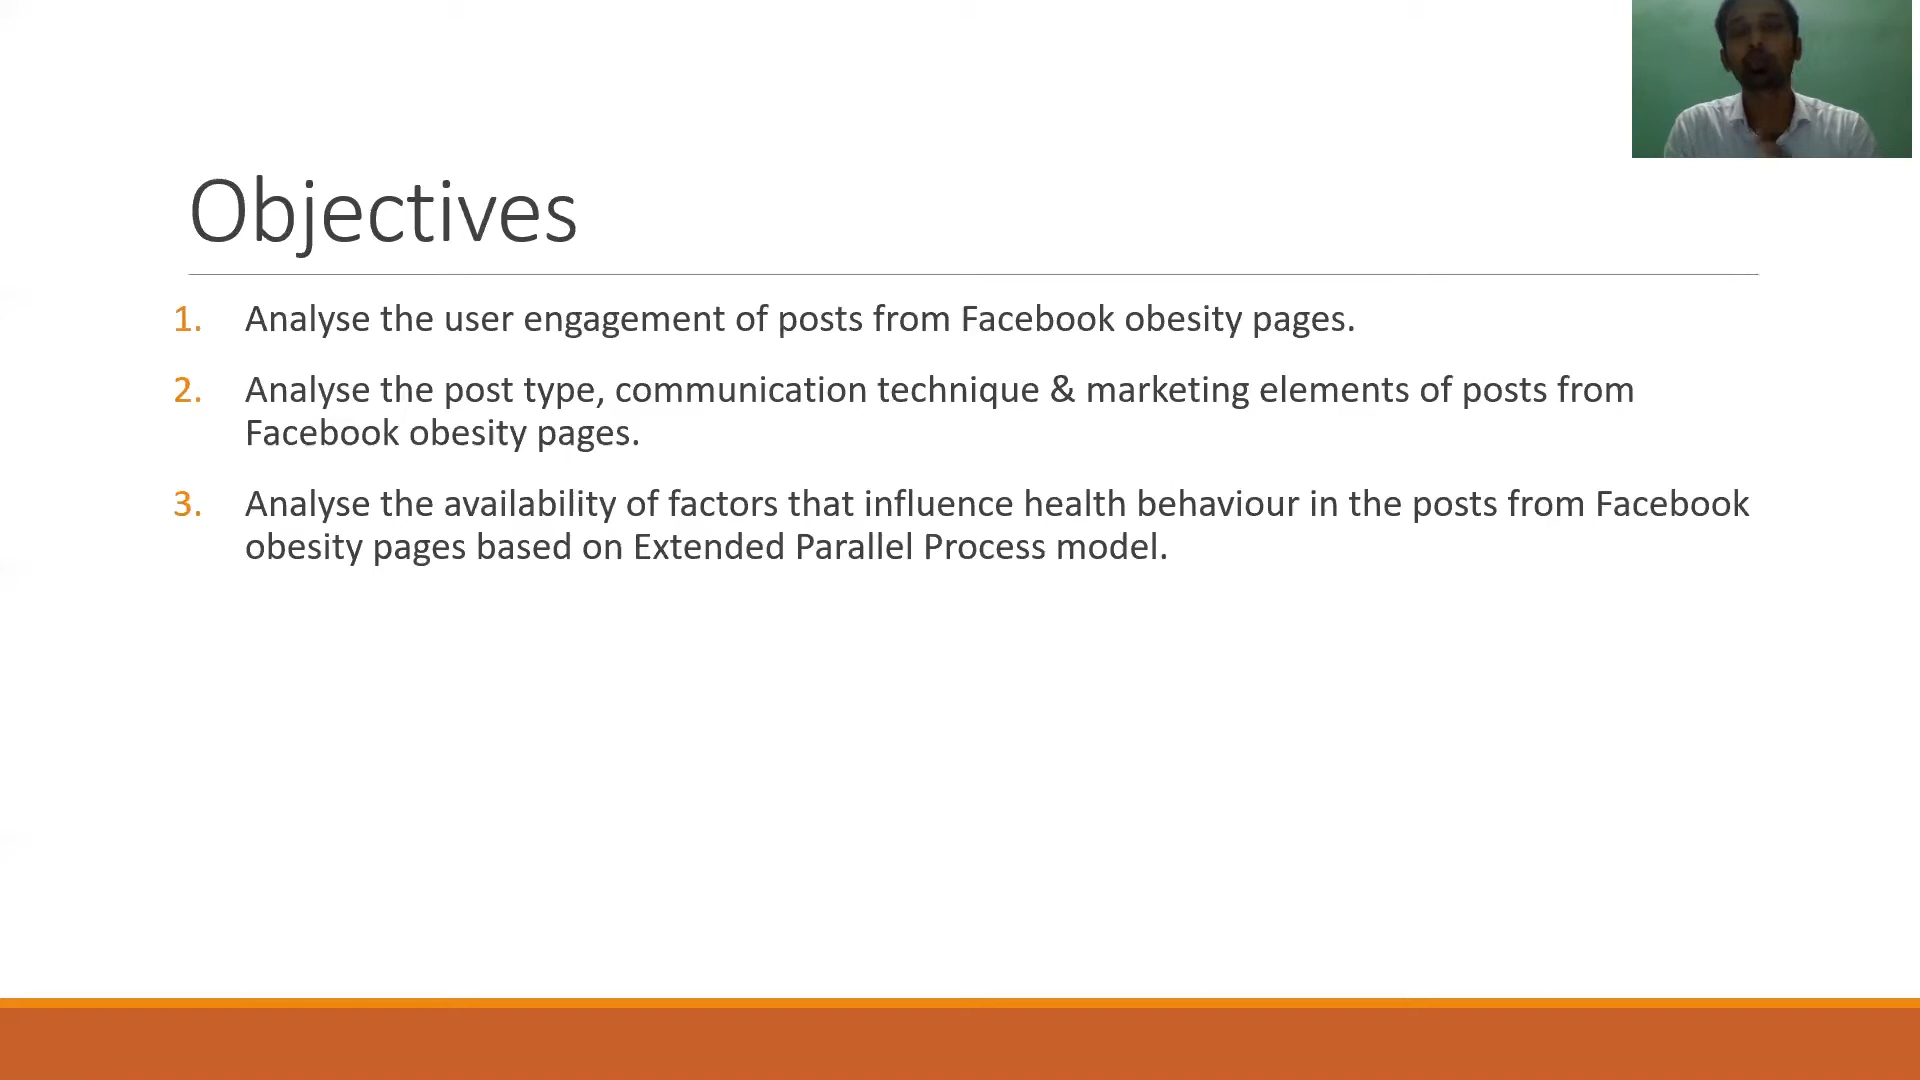 Objectives
1. Analyse the user engagement of posts from Facebook obesity pages.
2. Analyse the post type, communication technique & marketing elements of posts from
Facebook obesity pages.
3. Analyse the availability of factors that influence health behaviour in the posts from Facebook
obesity pages based on Extended Parallel Process model.